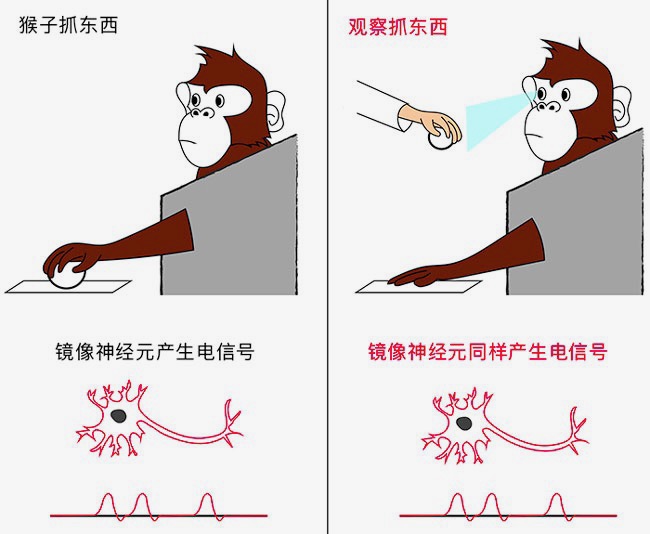 猴子抓东西
镜像神经元产生电信号
观察抓东西
镜像神经元同样产生电信号